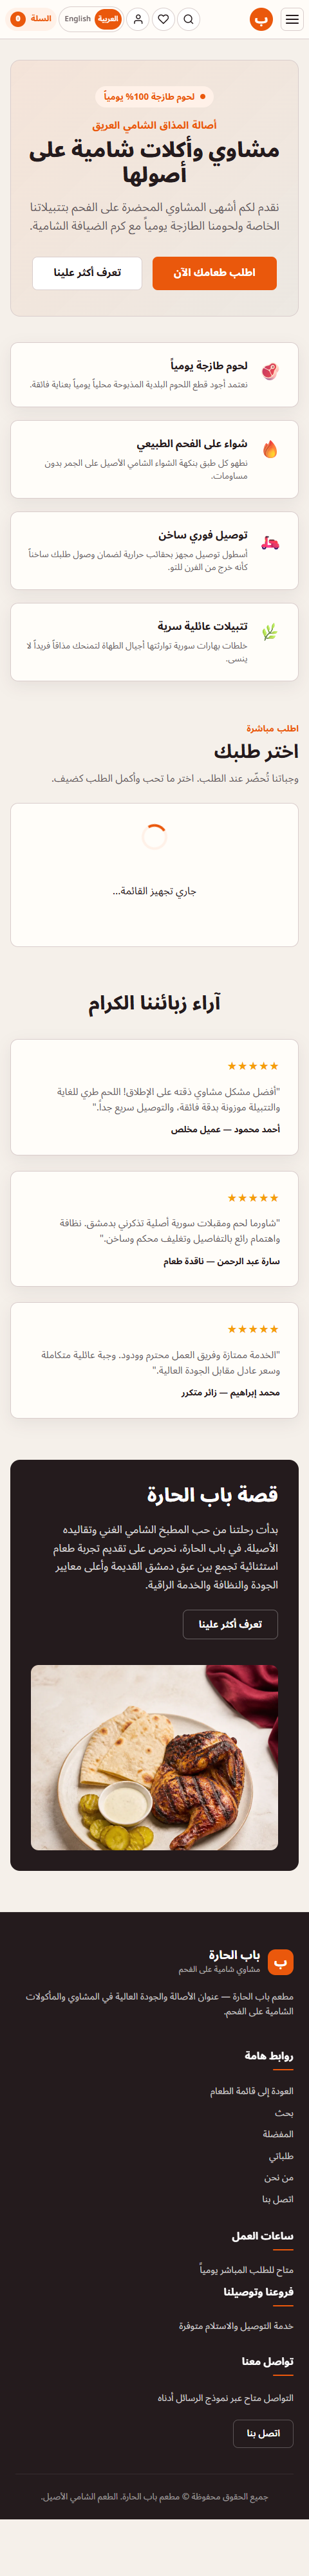 ب
العربية
English
السلة
0
لحوم طازجة 100% يومياً
أصالة المذاق الشامي العريق
مشاوي وأكلات شامية على
أصولها
نقدم لكم أشهى المشاوي المحضرة على الفحم بتتبيلاتنا
الخاصة ولحومنا الطازجة يومياً مع كرم الضيافة الشامية.
اطلب طعامك الآن
تعرف أكثر علينا
لحوم طازجة يومياً
نعتمد أجود قطع اللحوم البلدية المذبوحة محلياً يومياً بعناية فائقة.
شواء على الفحم الطبيعي
نطهو كل طبق بنكهة الشواء الشامي الأصيل على الجمر بدون
مساومات.
توصيل فوري ساخن
أسطول توصيل مجهز بحقائب حرارية لضمان وصول طلبك ساخناً
كأنه خرج من الفرن للتو.
تتبيلات عائلية سرية
خلطات بهارات سورية توارثتها أجيال الطهاة لتمنحك مذاقاً فريداً لا
ينسى.
اطلب مباشرة
اختر طلبك
وجباتنا تُحضّر عند الطلب. اختر ما تحب وأكمل الطلب كضيف.
جاري تجهيز القائمة...
آراء زبائننا الكرام
★★★★★
"أفضل مشكل مشاوي ذقته على الإطلاق! اللحم طري للغاية
والتتبيلة موزونة بدقة فائقة، والتوصيل سريع جداً."
أحمد محمود — عميل مخلص
★★★★★
"شاورما لحم ومقبلات سورية أصلية تذكرني بدمشق. نظافة
واهتمام رائع بالتفاصيل وتغليف محكم وساخن."
سارة عبد الرحمن — ناقدة طعام
★★★★★
"الخدمة ممتازة وفريق العمل محترم وودود. وجبة عائلية متكاملة
وسعر عادل مقابل الجودة العالية."
محمد إبراهيم — زائر متكرر
قصة باب الحارة
بدأت رحلتنا من حب المطبخ الشامي الغني وتقاليده
الأصيلة. في باب الحارة، نحرص على تقديم تجربة طعام
استثنائية تجمع بين عبق دمشق القديمة وأعلى معايير
الجودة والنظافة والخدمة الراقية.
تعرف أكثر علينا
ب
باب الحارة
مشاوي شامية على الفحم
مطعم باب الحارة — عنوان الأصالة والجودة العالية في المشاوي والمأكولات
الشامية على الفحم.
روابط هامة
العودة إلى قائمة الطعام
بحث
المفضلة
طلباتي
من نحن
اتصل بنا
ساعات العمل
متاح للطلب المباشر يومياً
فروعنا وتوصيلنا
خدمة التوصيل والاستلام متوفرة
تواصل معنا
التواصل متاح عبر نموذج الرسائل أدناه
اتصل بنا
جميع الحقوق محفوظة © مطعم باب الحارة. الطعم الشامي الأصيل.